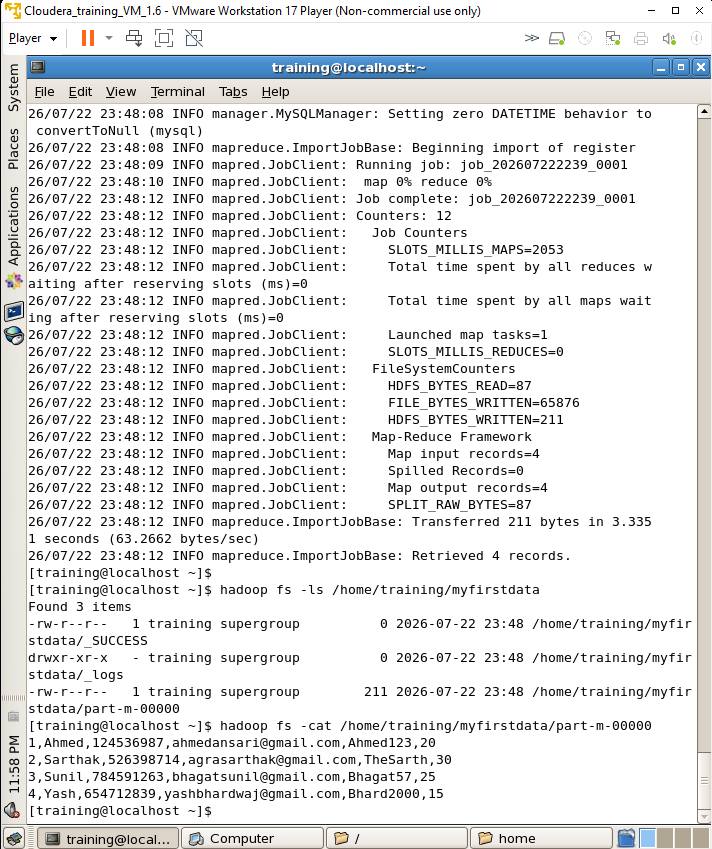 Cloudera_training_VM_1.6 - VMware Workstation 17 Player (Non-commercial use only)
Player
System
Places
Applications
11:58 PM
training@localhost:~
File Edit View Terminal Tabs Help
26/07/22 23:48:08 INFO manager.MySQLManager: Setting zero DATETIME behavior to
 convertToNull (mysql)
26/07/22 23:48:08 INFO mapreduce.ImportJobBase: Beginning import of register
26/07/22 23:48:09 INFO mapred.JobClient: Running job: job_202607222239_0001
26/07/22 23:48:10 INFO mapred.JobClient:  map 0% reduce 0%
26/07/22 23:48:12 INFO mapred.JobClient: Job complete: job_202607222239_0001
26/07/22 23:48:12 INFO mapred.JobClient: Counters: 12
26/07/22 23:48:12 INFO mapred.JobClient:   Job Counters
26/07/22 23:48:12 INFO mapred.JobClient:     SLOTS_MILLIS_MAPS=2053
26/07/22 23:48:12 INFO mapred.JobClient:     Total time spent by all reduces w
aiting after reserving slots (ms)=0
26/07/22 23:48:12 INFO mapred.JobClient:     Total time spent by all maps wait
ing after reserving slots (ms)=0
26/07/22 23:48:12 INFO mapred.JobClient:     Launched map tasks=1
26/07/22 23:48:12 INFO mapred.JobClient:     SLOTS_MILLIS_REDUCES=0
26/07/22 23:48:12 INFO mapred.JobClient:   FileSystemCounters
26/07/22 23:48:12 INFO mapred.JobClient:     HDFS_BYTES_READ=87
26/07/22 23:48:12 INFO mapred.JobClient:     FILE_BYTES_WRITTEN=65876
26/07/22 23:48:12 INFO mapred.JobClient:     HDFS_BYTES_WRITTEN=211
26/07/22 23:48:12 INFO mapred.JobClient:   Map-Reduce Framework
26/07/22 23:48:12 INFO mapred.JobClient:     Map input records=4
26/07/22 23:48:12 INFO mapred.JobClient:     Spilled Records=0
26/07/22 23:48:12 INFO mapred.JobClient:     Map output records=4
26/07/22 23:48:12 INFO mapred.JobClient:     SPLIT_RAW_BYTES=87
26/07/22 23:48:12 INFO mapreduce.ImportJobBase: Transferred 211 bytes in 3.335
1 seconds (63.2662 bytes/sec)
26/07/22 23:48:12 INFO mapreduce.ImportJobBase: Retrieved 4 records.
[training@localhost ~]$
[training@localhost ~]$ hadoop fs -ls /home/training/myfirstdata
Found 3 items
-rw-r--r--   1 training supergroup          0 2026-07-22 23:48 /home/training/myfir
stdata/_SUCCESS
drwxr-xr-x   - training supergroup          0 2026-07-22 23:48 /home/training/myfir
stdata/_logs
-rw-r--r--   1 training supergroup        211 2026-07-22 23:48 /home/training/myfir
stdata/part-m-00000
[training@localhost ~]$ hadoop fs -cat /home/training/myfirstdata/part-m-00000
1,Ahmed,124536987,ahmedansari@gmail.com,Ahmed123,20
2,Sarthak,526398714,agrasarthak@gmail.com,TheSarth,30
3,Sunil,784591263,bhagatsunil@gmail.com,Bhagat57,25
4,Yash,654712839,yashbhardwaj@gmail.com,Bhard2000,15
[training@localhost ~]$
training@local...
Computer
/
home